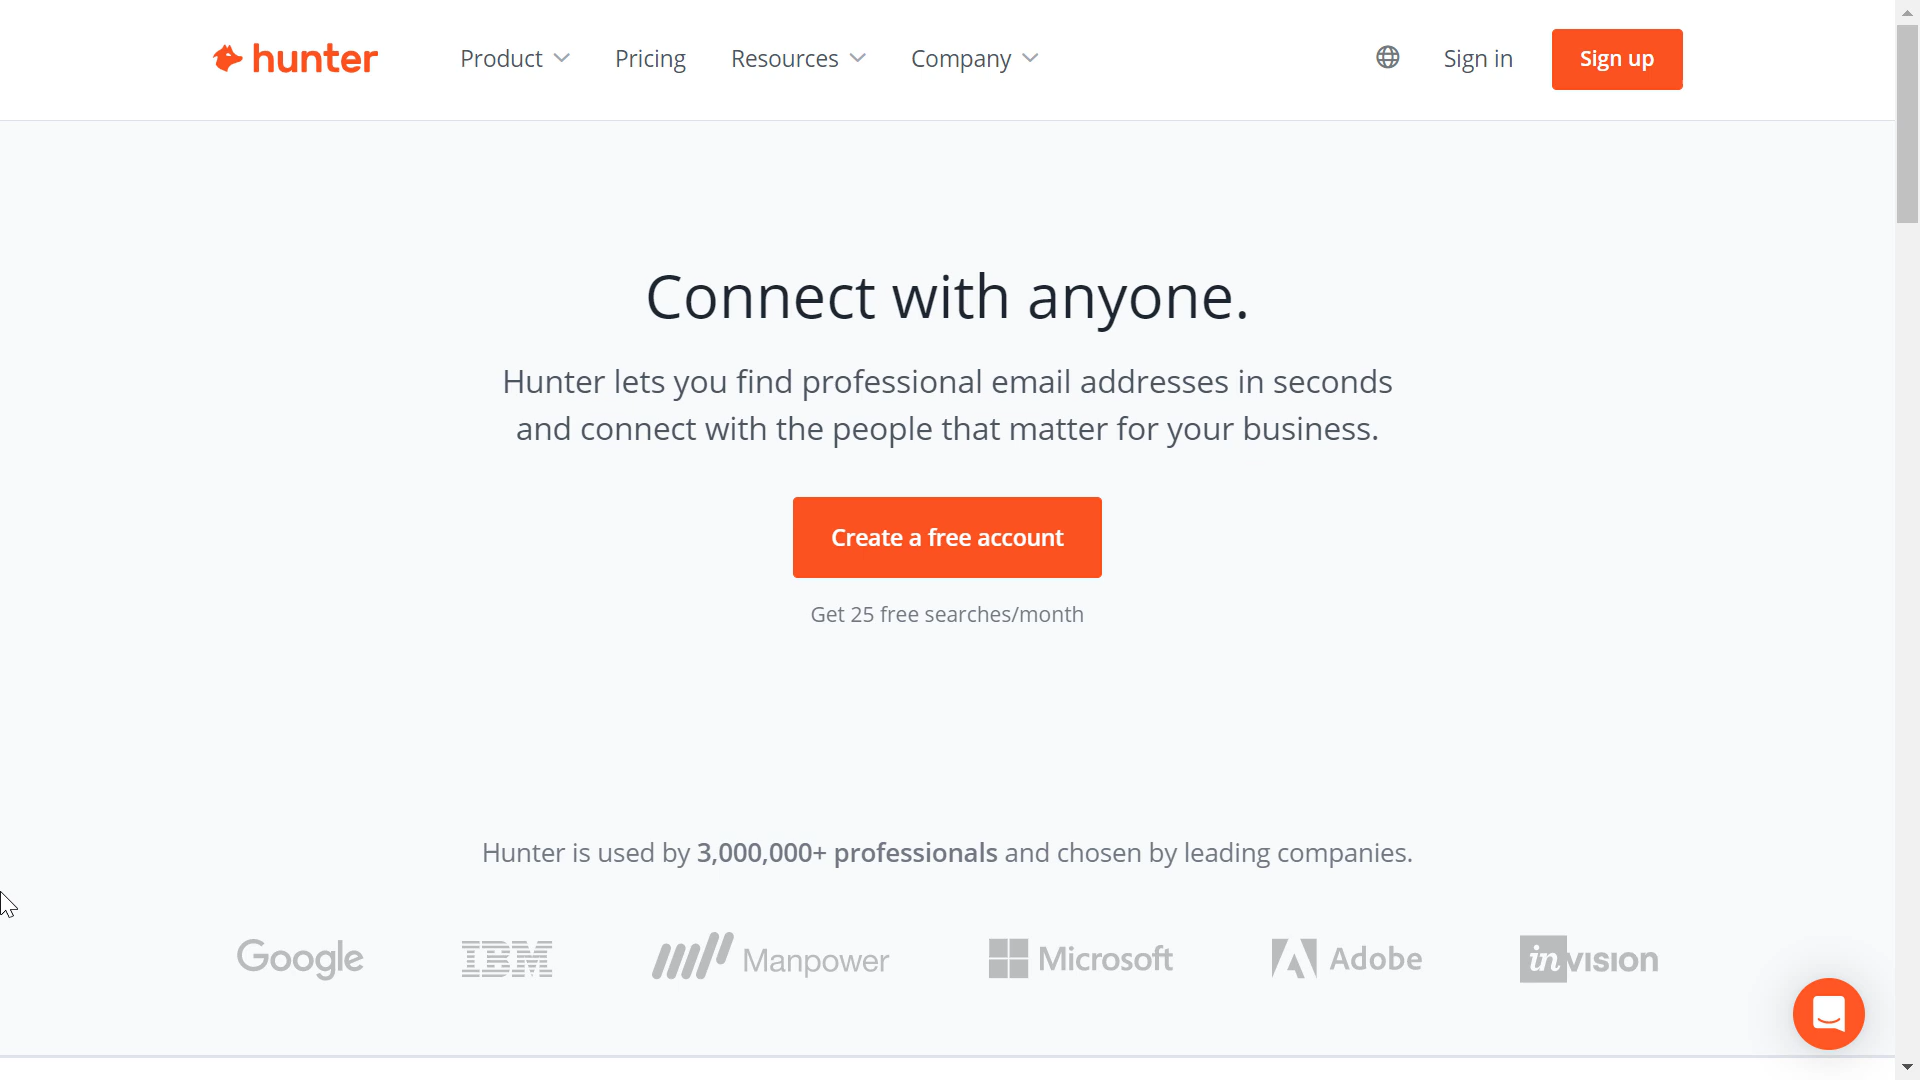 hunter Product Pricing Resources Company Sign in Sign up
Connect with anyone.
Hunter lets you find professional email addresses in seconds
and connect with the people that matter for your business.
Create a free account
Get 25 free searches/month
Hunter is used by 3,000,000+ professionals and chosen by leading companies.
Google IBM Manpower Microsoft Adobe invision